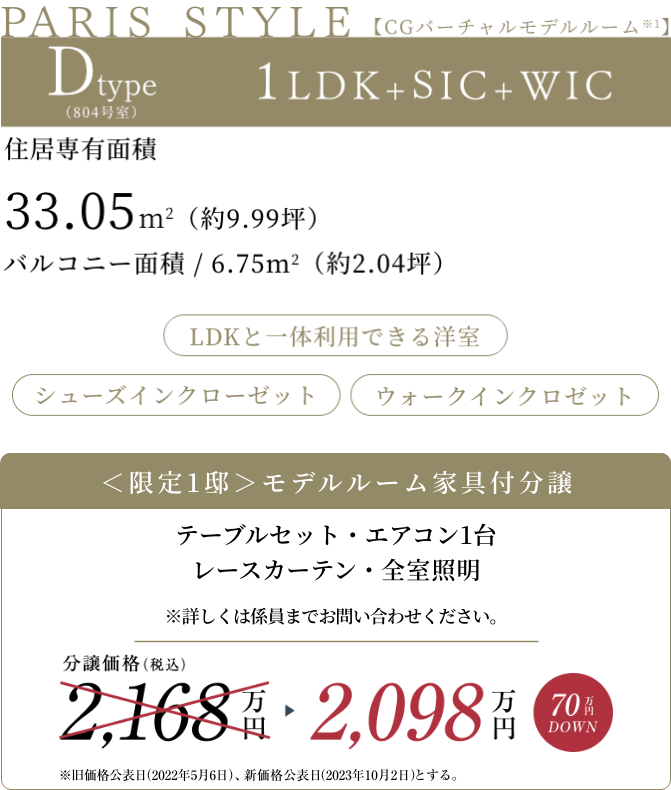 PARIS STYLE【CGバーチャルモデルルーム※1】
Dtype 1LDK+SIC+WIC
（804号室）
住居専有面積
33.05m²（約9.99坪）
バルコニー面積 / 6.75m²（約2.04坪）
LDKと一体利用できる洋室
シューズインクローゼット ウォークインクロゼット
＜限定1邸＞モデルルーム家具付分譲
テーブルセット・エアコン1台
レースカーテン・全室照明
※詳しくは係員までお問い合わせください。
分譲価格（税込）
2,168万円 ▶ 2,098万円 70万円DOWN
※旧価格公表日(2022年5月6日)、新価格公表日(2023年10月2日)とする。